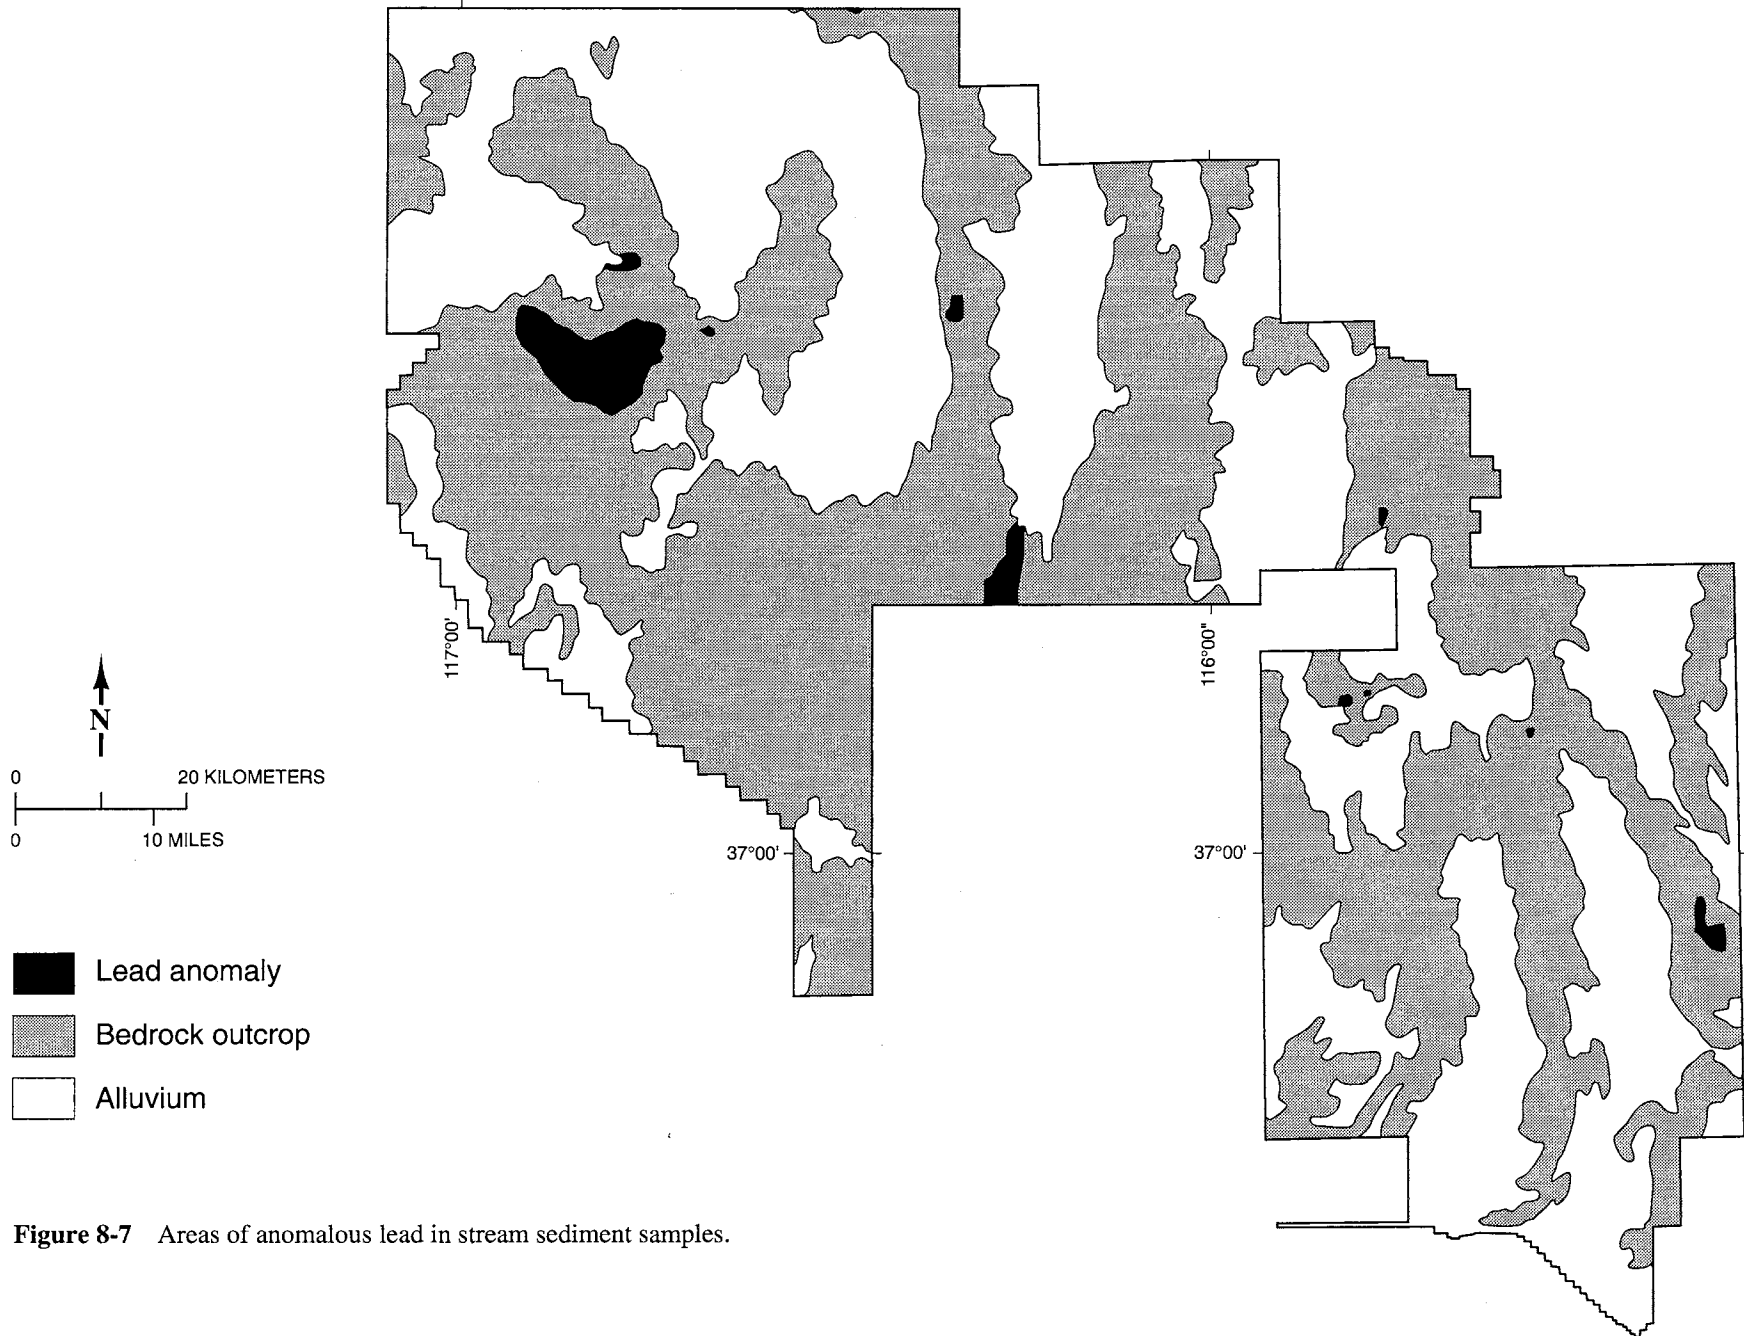 117°00'
116°00"
N
0 20 KILOMETERS
0 10 MILES
37°00'
37°00'
Lead anomaly
Bedrock outcrop
Alluvium
Figure 8-7 Areas of anomalous lead in stream sediment samples.